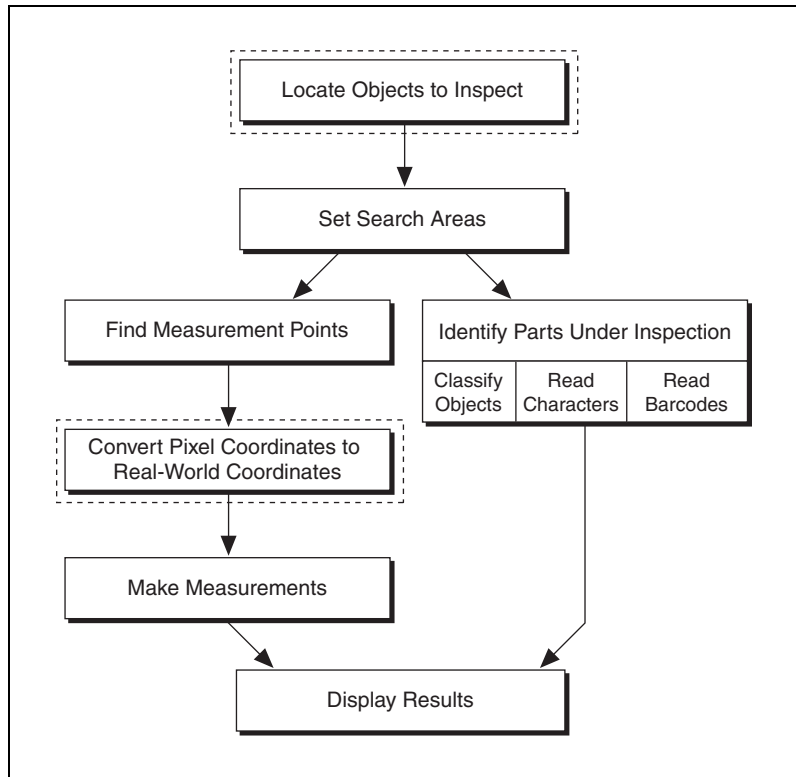 Locate Objects to Inspect
Set Search Areas
Find Measurement Points
Identify Parts Under Inspection
Classify
Objects
Read
Characters
Read
Barcodes
Convert Pixel Coordinates to
Real-World Coordinates
Make Measurements
Display Results